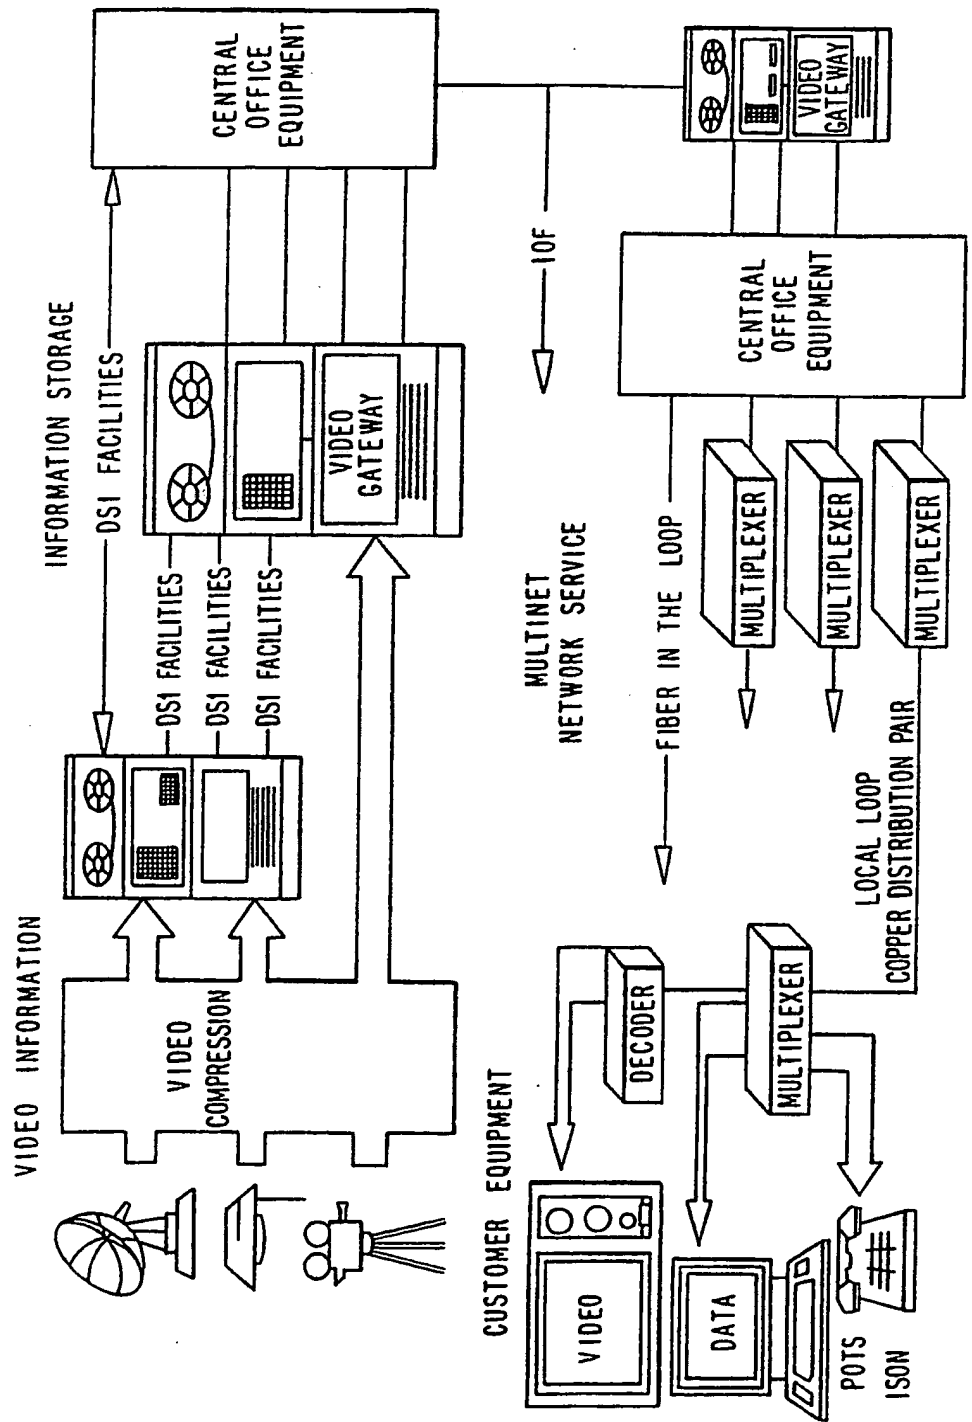 VIDEO INFORMATION
INFORMATION STORAGE
DS1 FACILITIES
VIDEO
COMPRESSION
DS1 FACILITIES
DS1 FACILITIES
DS1 FACILITIES
VIDEO
GATEWAY
CENTRAL
OFFICE
EQUIPMENT
CUSTOMER EQUIPMENT
MULTINET
NETWORK SERVICE
IOF
VIDEO
DECODER
FIBER IN THE LOOP
DATA
MULTIPLEXER
MULTIPLEXER
MULTIPLEXER
MULTIPLEXER
CENTRAL
OFFICE
EQUIPMENT
VIDEO
GATEWAY
POTS
ISDN
LOCAL LOOP
COPPER DISTRIBUTION PAIR